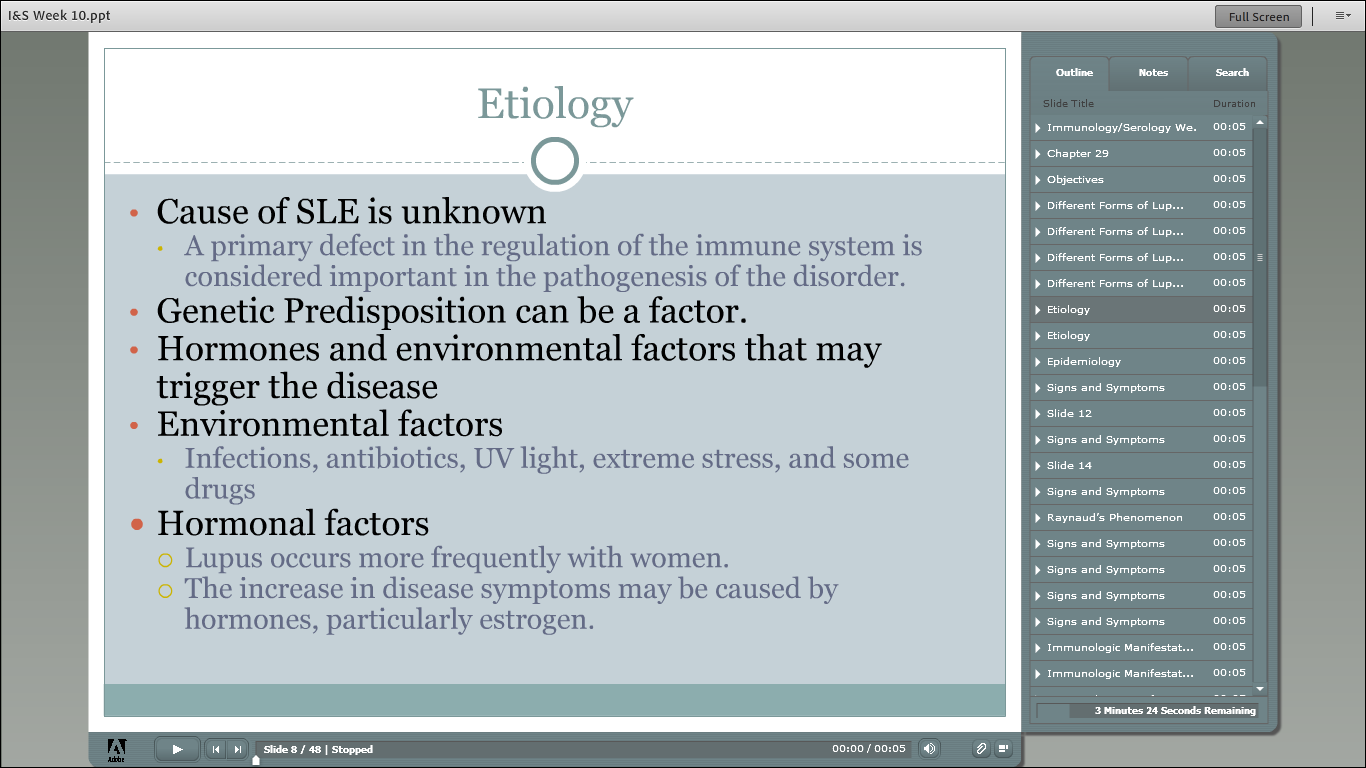 I&S Week 10.ppt
Full Screen
Etiology
• Cause of SLE is unknown
• A primary defect in the regulation of the immune system is
considered important in the pathogenesis of the disorder.
• Genetic Predisposition can be a factor.
• Hormones and environmental factors that may
trigger the disease
• Environmental factors
• Infections, antibiotics, UV light, extreme stress, and some
drugs
• Hormonal factors
○ Lupus occurs more frequently with women.
○ The increase in disease symptoms may be caused by
hormones, particularly estrogen.
Outline Notes Search
Slide Title Duration
Immunology/Serology We. 00:05
Chapter 29 00:05
Objectives 00:05
Different Forms of Lup... 00:05
Different Forms of Lup... 00:05
Different Forms of Lup... 00:05
Different Forms of Lup... 00:05
Etiology 00:05
Etiology 00:05
Epidemiology 00:05
Signs and Symptoms 00:05
Slide 12 00:05
Signs and Symptoms 00:05
Slide 14 00:05
Signs and Symptoms 00:05
Raynaud’s Phenomenon 00:05
Signs and Symptoms 00:05
Signs and Symptoms 00:05
Signs and Symptoms 00:05
Signs and Symptoms 00:05
Immunologic Manifestat... 00:05
Immunologic Manifestat... 00:05
3 Minutes 24 Seconds Remaining
Adobe
Slide 8 / 48 | Stopped 00:00 / 00:05